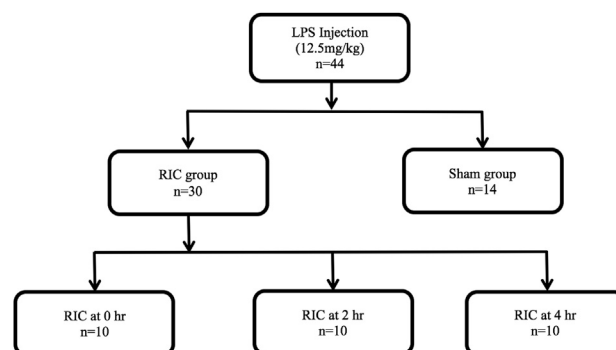 LPS Injection
(12.5mg/kg)
n=44
RIC group
n=30
Sham group
n=14
RIC at 0 hr
n=10
RIC at 2 hr
n=10
RIC at 4 hr
n=10